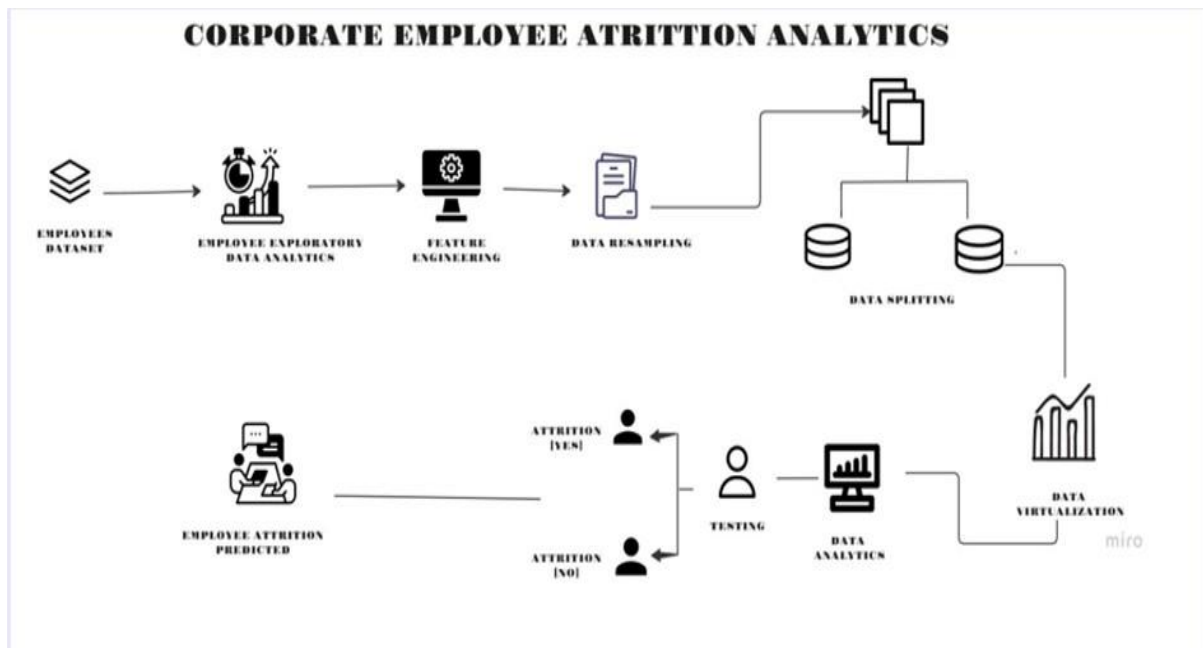 CORPORATE EMPLOYEE ATRITTION ANALYTICS
EMPLOYEES
DATASET
EMPLOYEE EXPLORATORY
DATA ANALYTICS
FEATURE
ENGINEERING
DATA RESAMPLING
DATA SPLITTING
DATA
VIRTUALIZATION
DATA
ANALYTICS
TESTING
ATTRITION
[YES]
ATTRITION
[NO]
EMPLOYEE ATTRITION
PREDICTED
miro